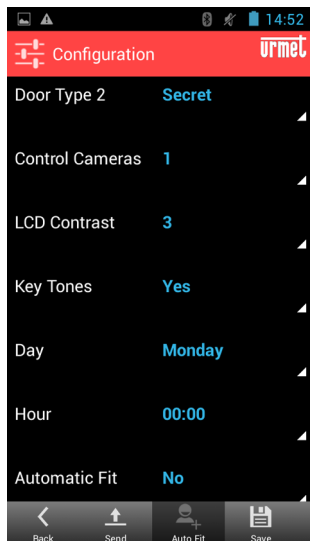 14:52
Configuration
urmet
Door Type 2 Secret
Control Cameras 1
LCD Contrast 3
Key Tones Yes
Day Monday
Hour 00:00
Automatic Fit No
Back Send Auto Fit Save